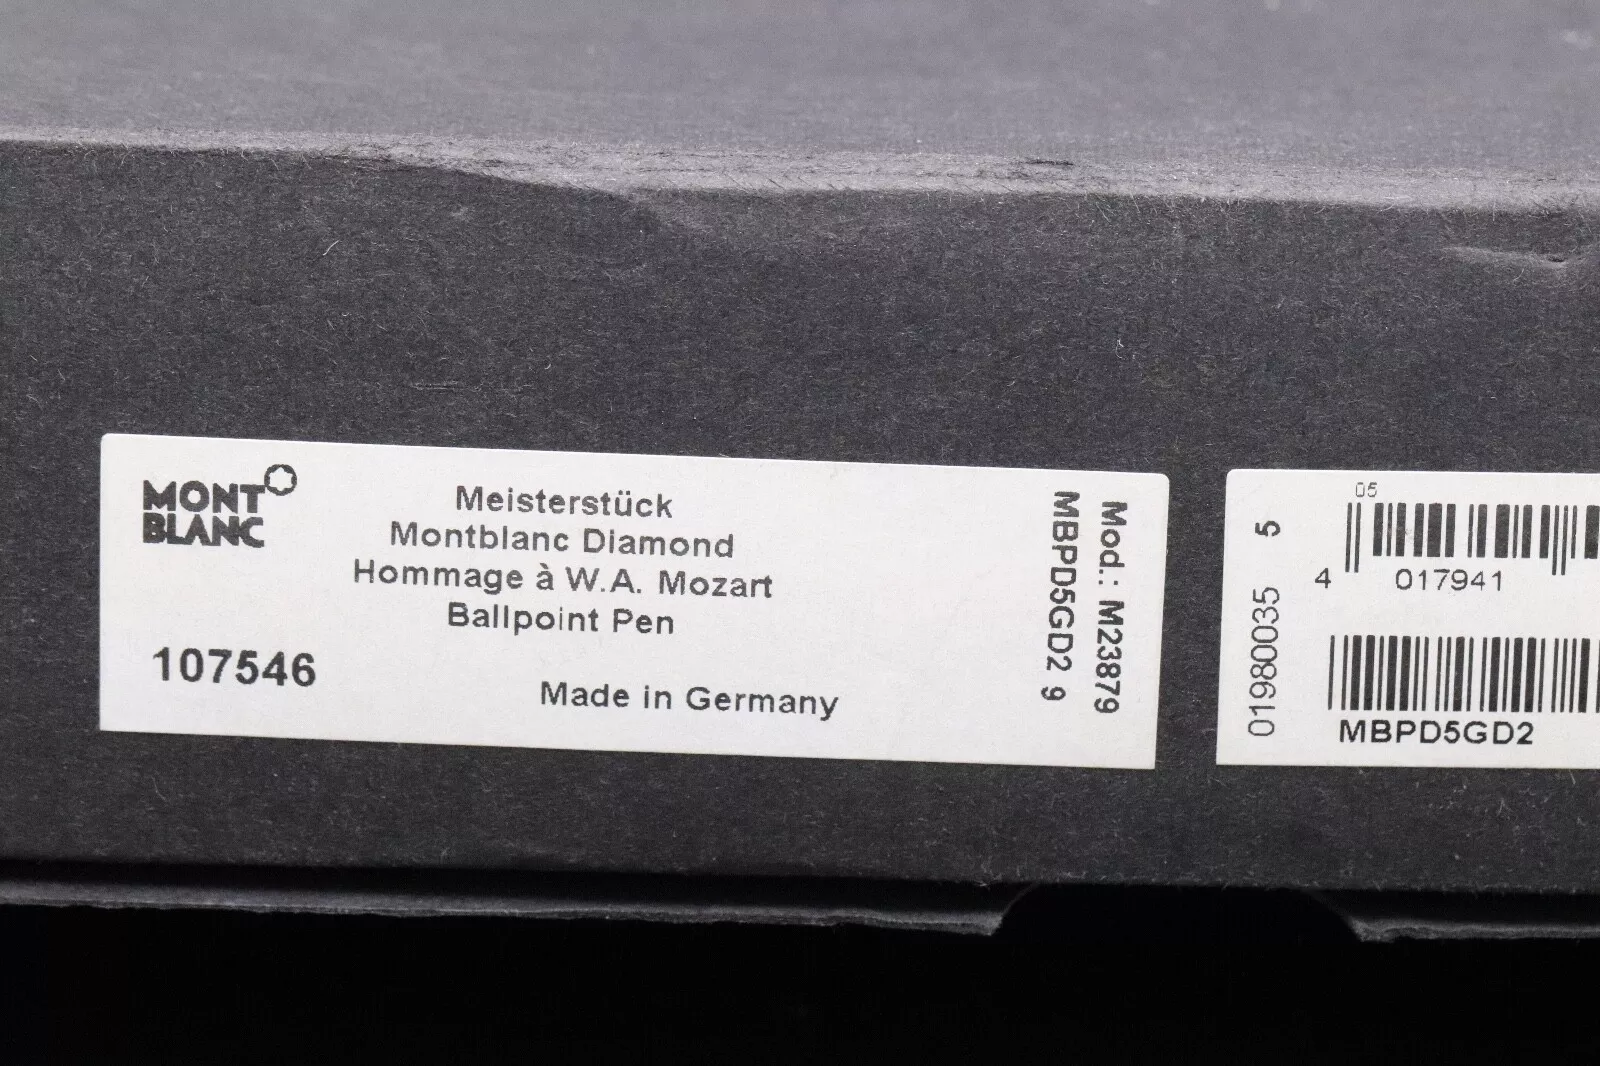 MONT
BLANC
Meisterstück
Montblanc Diamond
Hommage à W.A. Mozart
Ballpoint Pen
107546
Made in Germany
Mod.: M23879
MBPD5GD2 9
01980035 5
05
4 017941
MBPD5GD2